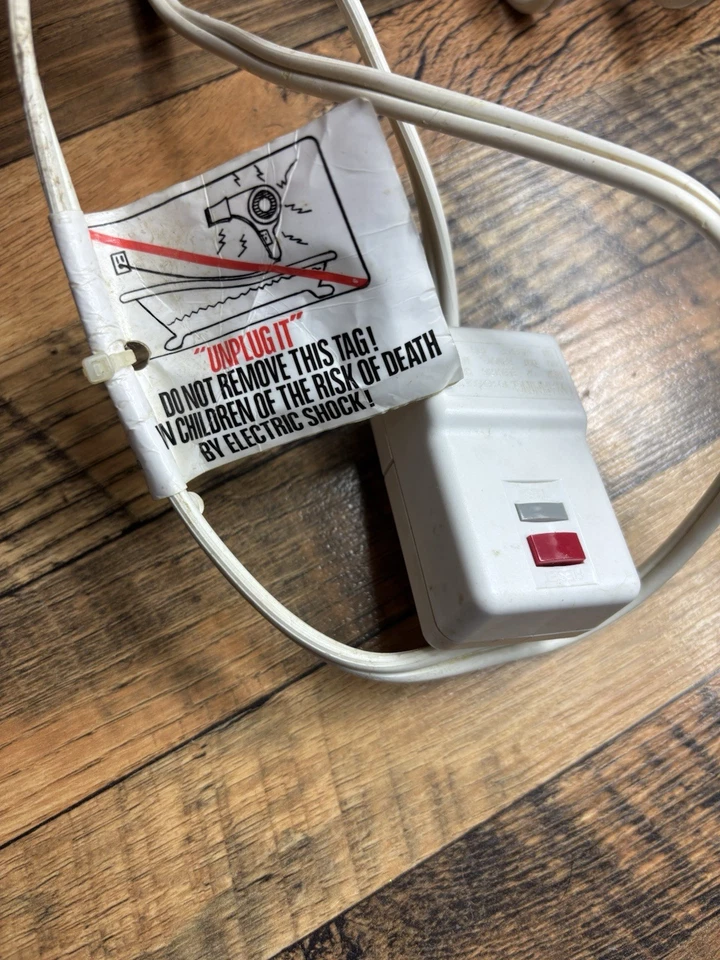 "UNPLUG IT"
DO NOT REMOVE THIS TAG!
N CHILDREN OF THE RISK OF DEATH
BY ELECTRIC SHOCK!